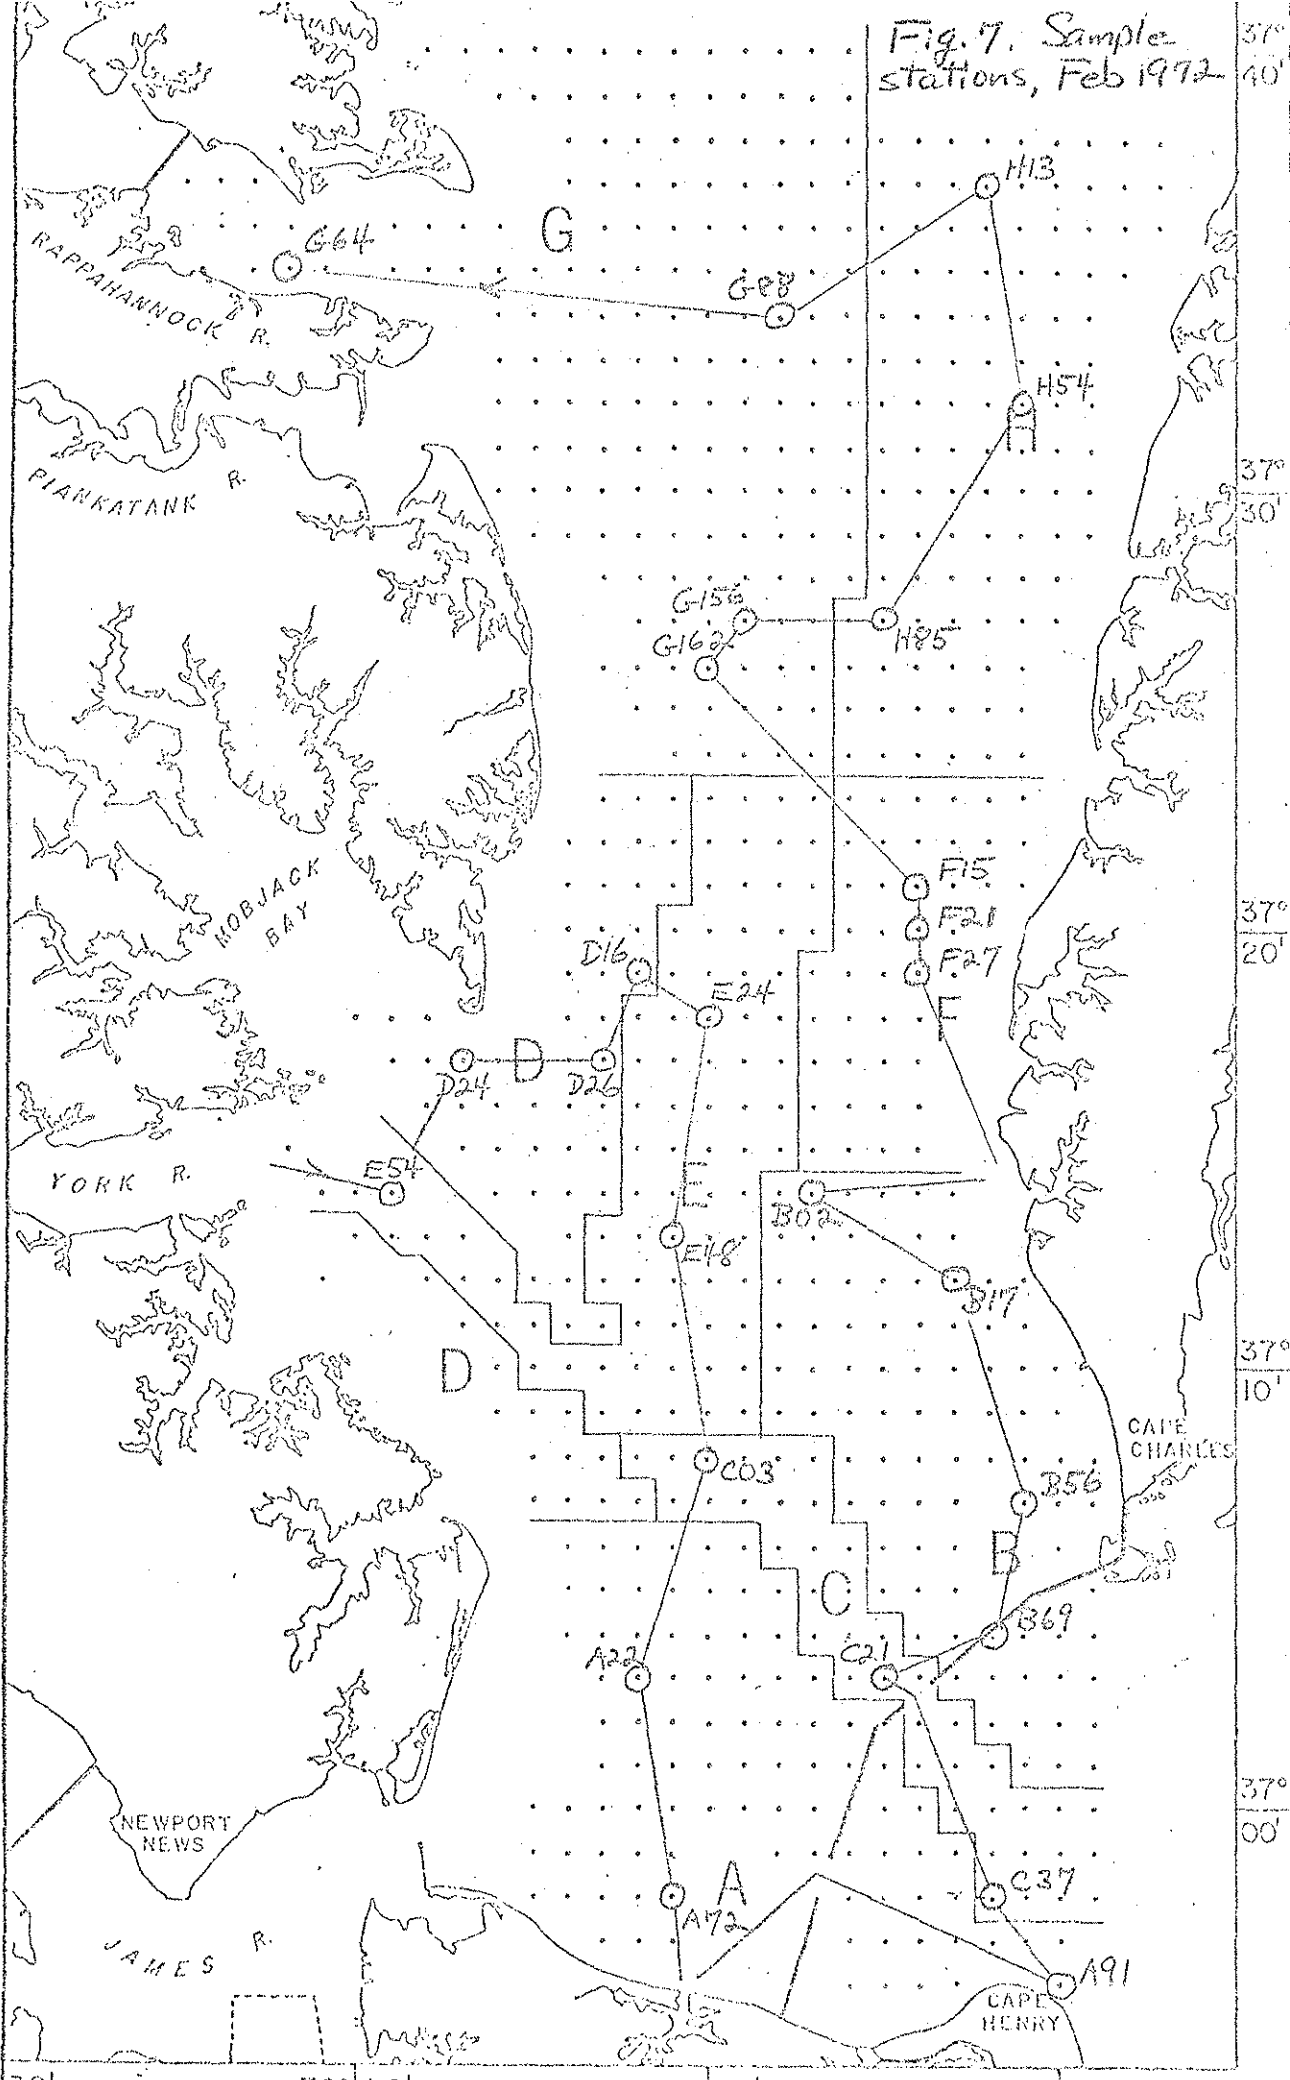 Fig. 7. Sample
stations, Feb 1972
37°
40'
H13
G
G64
RAPPAHANNOCK R.
G88
H54
H
37°
30'
PIANKATANK R.
G156
H85
G162
F15
MOBJACK
BAY
F21
37°
20'
D16
F27
E24
F
D
D24
D26
YORK R.
E54
E
B02
E48
B17
D
37°
10'
CAPE
CHARLES
C03
B56
B
C
B69
A22
C21
37°
00'
NEWPORT
NEWS
A
C37
A72
JAMES R.
A91
CAPE
HENRY